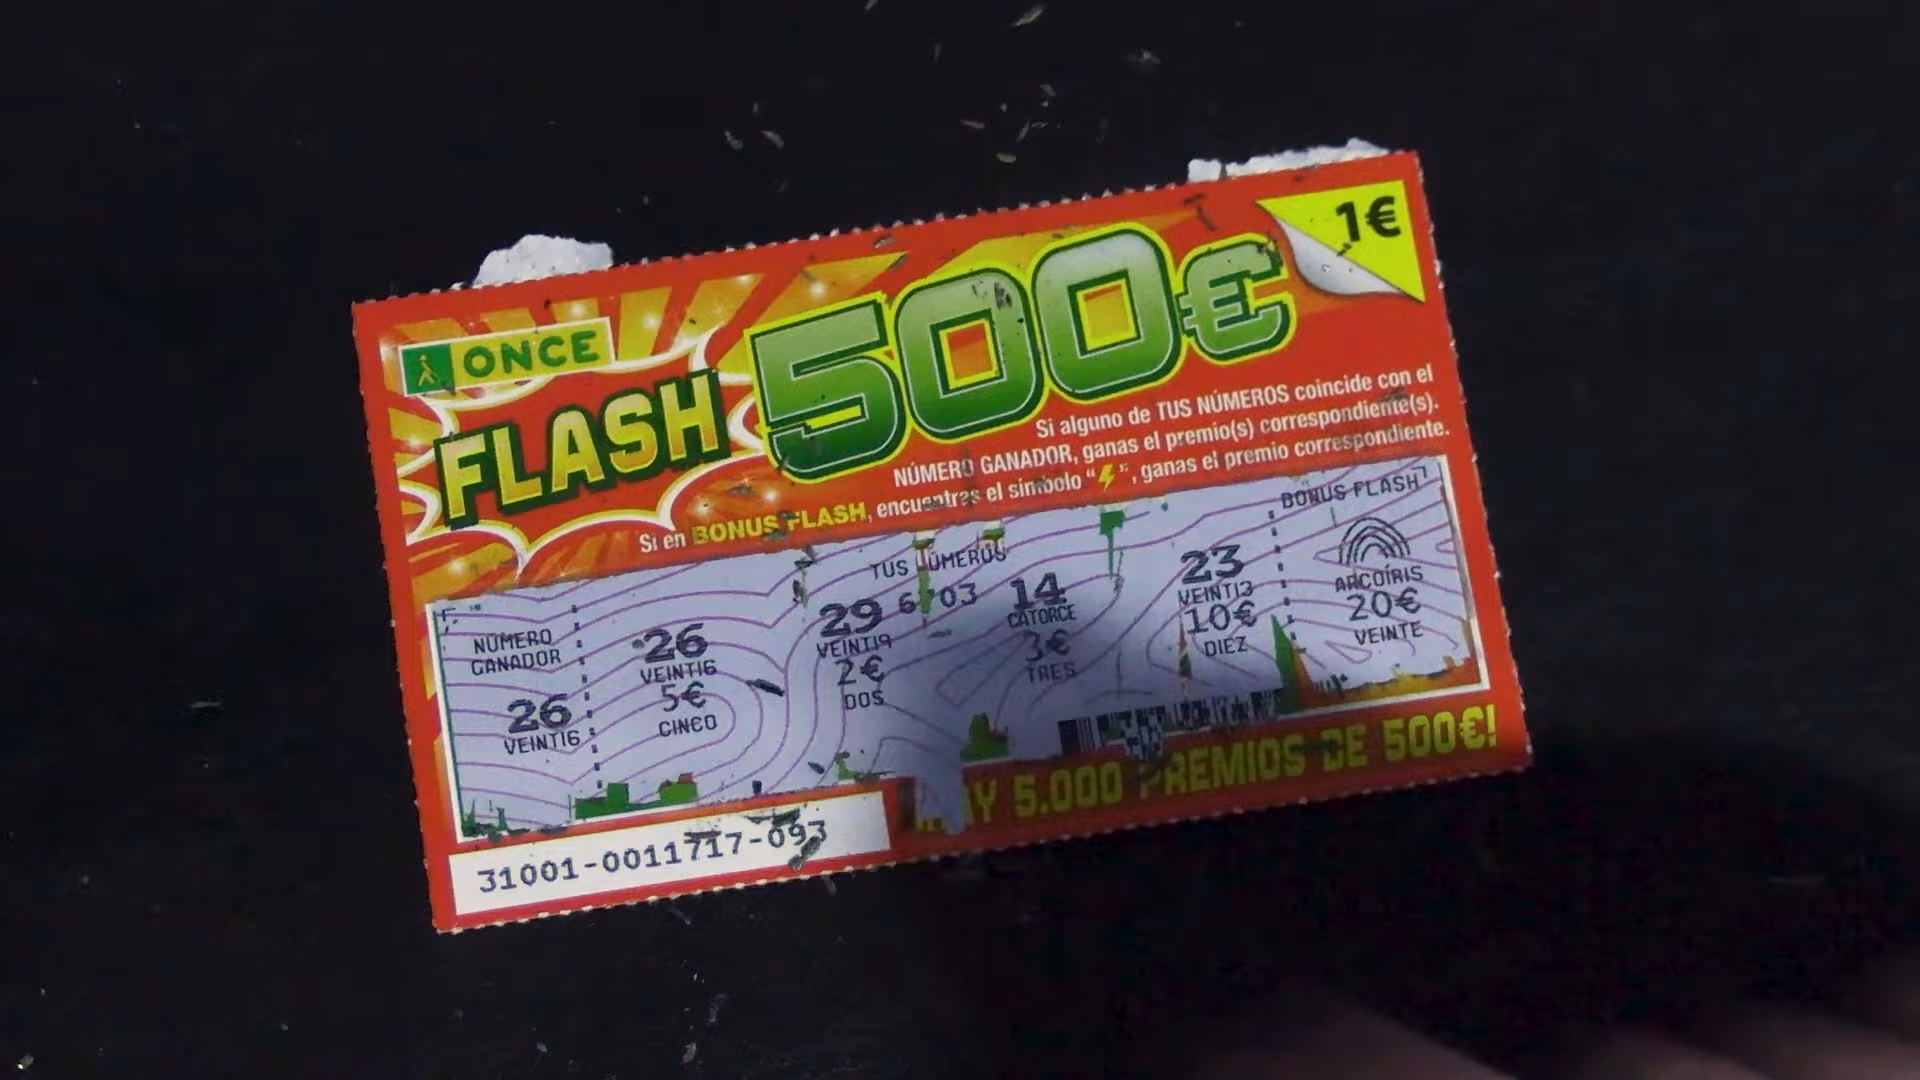 1€
ONCE
FLASH 500€
Si alguno de TUS NÚMEROS coincide con el
NÚMERO GANADOR, ganas el premio(s) correspondiente(s).
Si en BONUS FLASH, encuentras el símbolo “⚡”, ganas el premio correspondiente.
NÚMERO
GANADOR
26
VEINTI6
TUS NÚMEROS
26
VEINTI6
5€
CINCO
29
VEINTI9
2€
DOS
14
CATORCE
3€
TRES
23
VEINTI3
10€
DIEZ
BONUS FLASH
ARCOÍRIS
20€
VEINTE
HAY 5.000 PREMIOS DE 500€!
31001-0011717-093